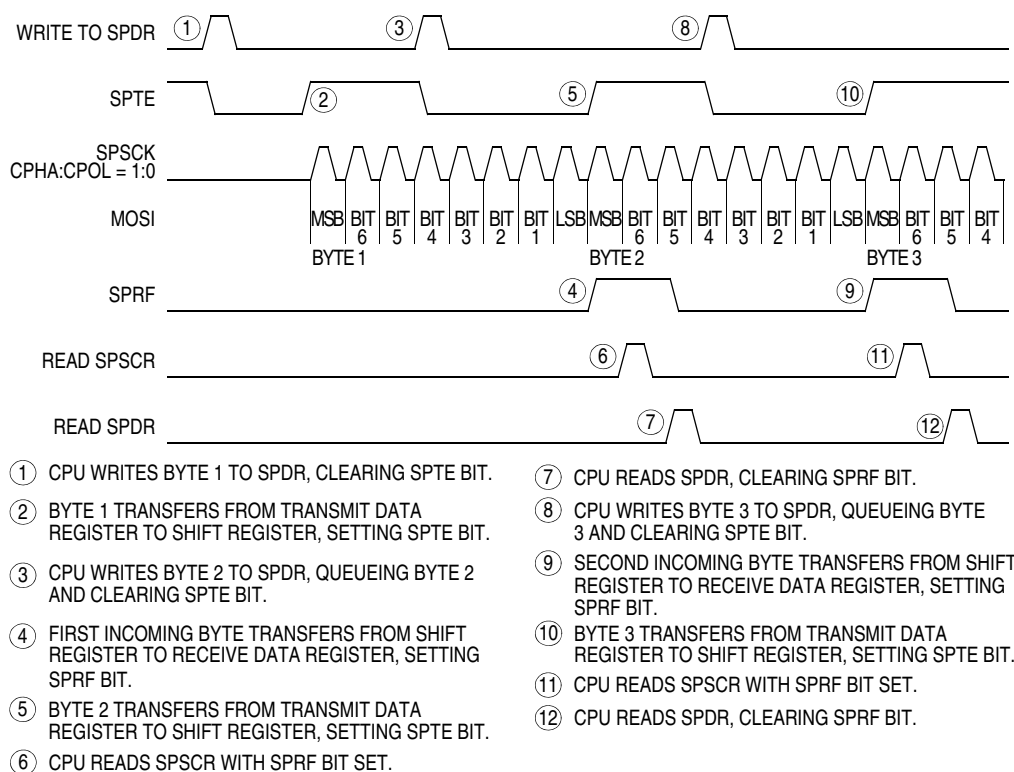 WRITE TO SPDR
1
3
8
SPTE
2
5
10
SPSCK
CPHA:CPOL = 1:0
MOSI
MSB BIT BIT BIT BIT BIT BIT LSB MSB BIT BIT BIT BIT BIT BIT LSB MSB BIT BIT BIT
6 5 4 3 2 1 6 5 4 3 2 1 6 5 4
BYTE 1 BYTE 2 BYTE 3
SPRF
4
9
READ SPSCR
6
11
READ SPDR
7
12
1 CPU WRITES BYTE 1 TO SPDR, CLEARING SPTE BIT.
2 BYTE 1 TRANSFERS FROM TRANSMIT DATA
REGISTER TO SHIFT REGISTER, SETTING SPTE BIT.
3 CPU WRITES BYTE 2 TO SPDR, QUEUEING BYTE 2
AND CLEARING SPTE BIT.
4 FIRST INCOMING BYTE TRANSFERS FROM SHIFT
REGISTER TO RECEIVE DATA REGISTER, SETTING
SPRF BIT.
5 BYTE 2 TRANSFERS FROM TRANSMIT DATA
REGISTER TO SHIFT REGISTER, SETTING SPTE BIT.
6 CPU READS SPSCR WITH SPRF BIT SET.
7 CPU READS SPDR, CLEARING SPRF BIT.
8 CPU WRITES BYTE 3 TO SPDR, QUEUEING BYTE
3 AND CLEARING SPTE BIT.
9 SECOND INCOMING BYTE TRANSFERS FROM SHIFT
REGISTER TO RECEIVE DATA REGISTER, SETTING
SPRF BIT.
10 BYTE 3 TRANSFERS FROM TRANSMIT DATA
REGISTER TO SHIFT REGISTER, SETTING SPTE BIT.
11 CPU READS SPSCR WITH SPRF BIT SET.
12 CPU READS SPDR, CLEARING SPRF BIT.